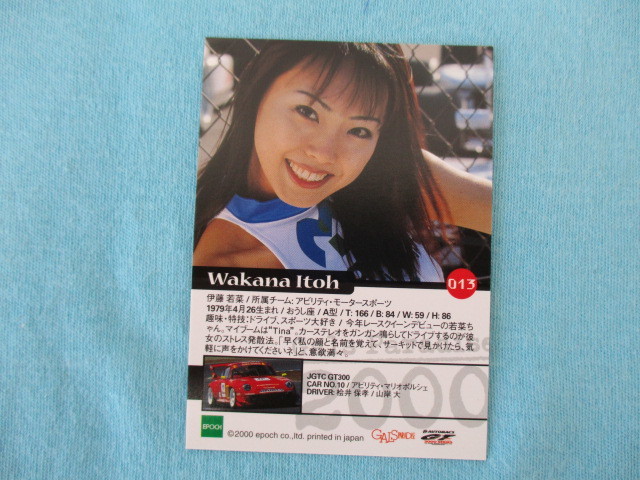 Wakana Itoh
013
伊藤 若菜 / 所属チーム: アビリティ・モータースポーツ
1979年4月26生まれ / おうし座 / A型 / T: 166 / B: 84 / W: 59 / H: 86
趣味・特技：ドライブ、スポーツ大好き / 今年レースクイーンデビューの若菜ち
ゃん。マイブームは"Tina"。カーステレオをガンガン鳴らしてドライブするのが彼
女のストレス発散法。「早く私の顔と名前を覚えて、サーキットで見かけたら、気
軽に声をかけてくださいネ」と、意欲満々。
2000
JGTC GT300
CAR NO.10 / アビリティ・マリオポルシェ
DRIVER: 桧井 保孝 / 山岸 大
EPOCH
©2000 epoch co.,ltd. printed in japan
GALS PARADISE
AUTOBACS
GT